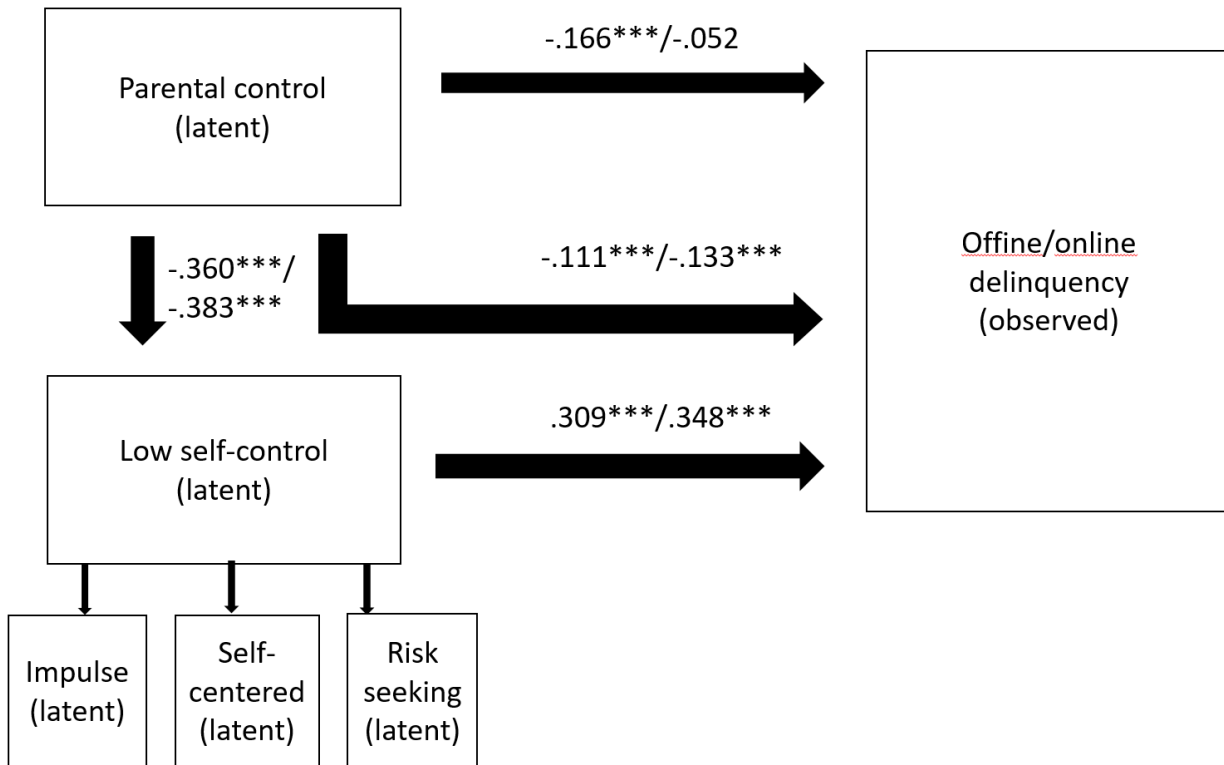 -.166***/-.052
Parental control
(latent)
-.360***/
-.383***
-.111***/-.133***
Offine/online
delinquency
(observed)
.309***/.348***
Low self-control
(latent)
Impulse
(latent)
Self-
centered
(latent)
Risk
seeking
(latent)